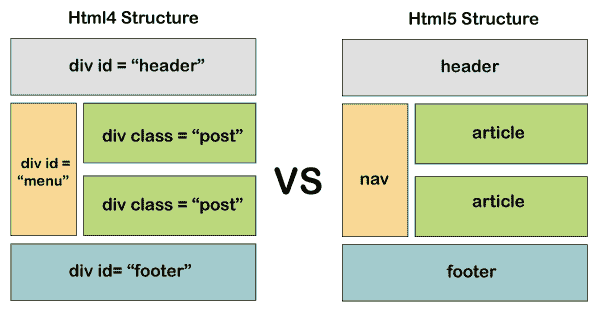 Html4 Structure
div id = “header”
div id =
“menu”
div class = “post”
div class = “post”
div id= “footer”
VS
Html5 Structure
header
nav
article
article
footer